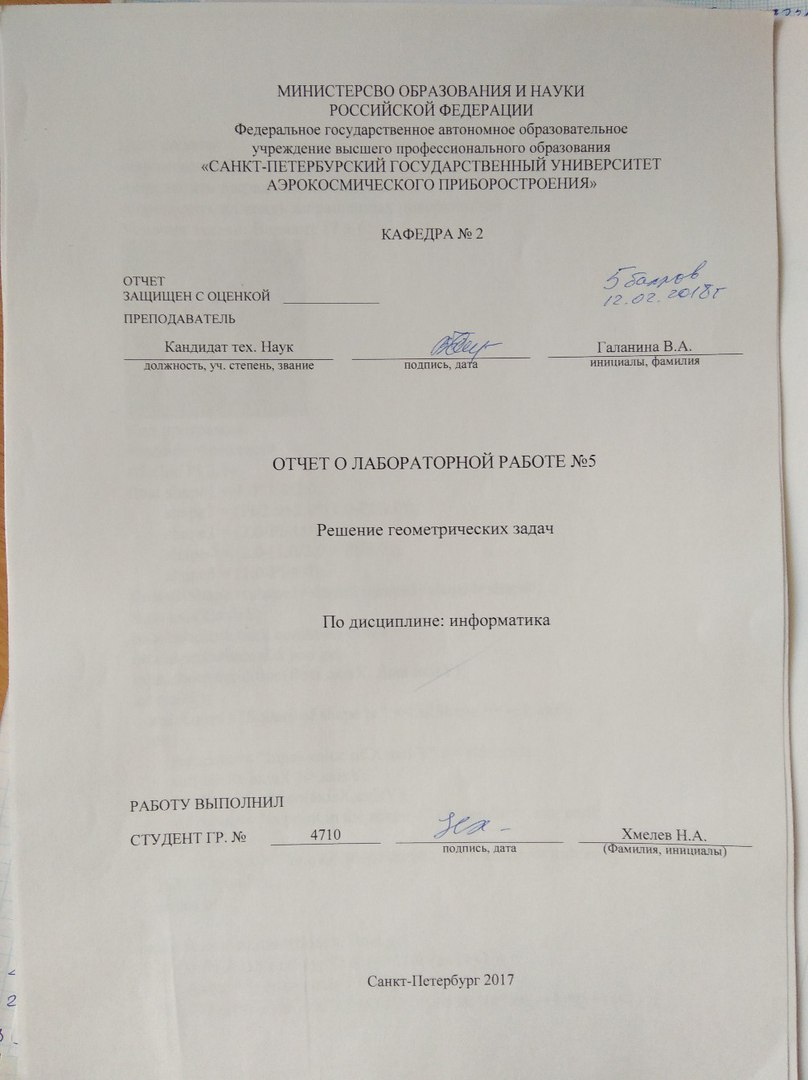 МИНИСТЕРСВО ОБРАЗОВАНИЯ И НАУКИ
РОССИЙСКОЙ ФЕДЕРАЦИИ
Федеральное государственное автономное образовательное
учреждение высшего профессионального образования
«САНКТ-ПЕТЕРБУРСКИЙ ГОСУДАРСТВЕННЫЙ УНИВЕРСИТЕТ
АЭРОКОСМИЧЕСКОГО ПРИБОРОСТРОЕНИЯ»
КАФЕДРА № 2
ОТЧЕТ
ЗАЩИЩЕН С ОЦЕНКОЙ
5 баллов
12.02.2018г
ПРЕПОДАВАТЕЛЬ
Кандидат тех. Наук Галанина В.А.
должность, уч. степень, звание подпись, дата инициалы, фамилия
ОТЧЕТ О ЛАБОРАТОРНОЙ РАБОТЕ №5
Решение геометрических задач
По дисциплине: информатика
РАБОТУ ВЫПОЛНИЛ
СТУДЕНТ ГР. № 4710 Хмелев Н.А.
подпись, дата (Фамилия, инициалы)
Санкт-Петербург 2017